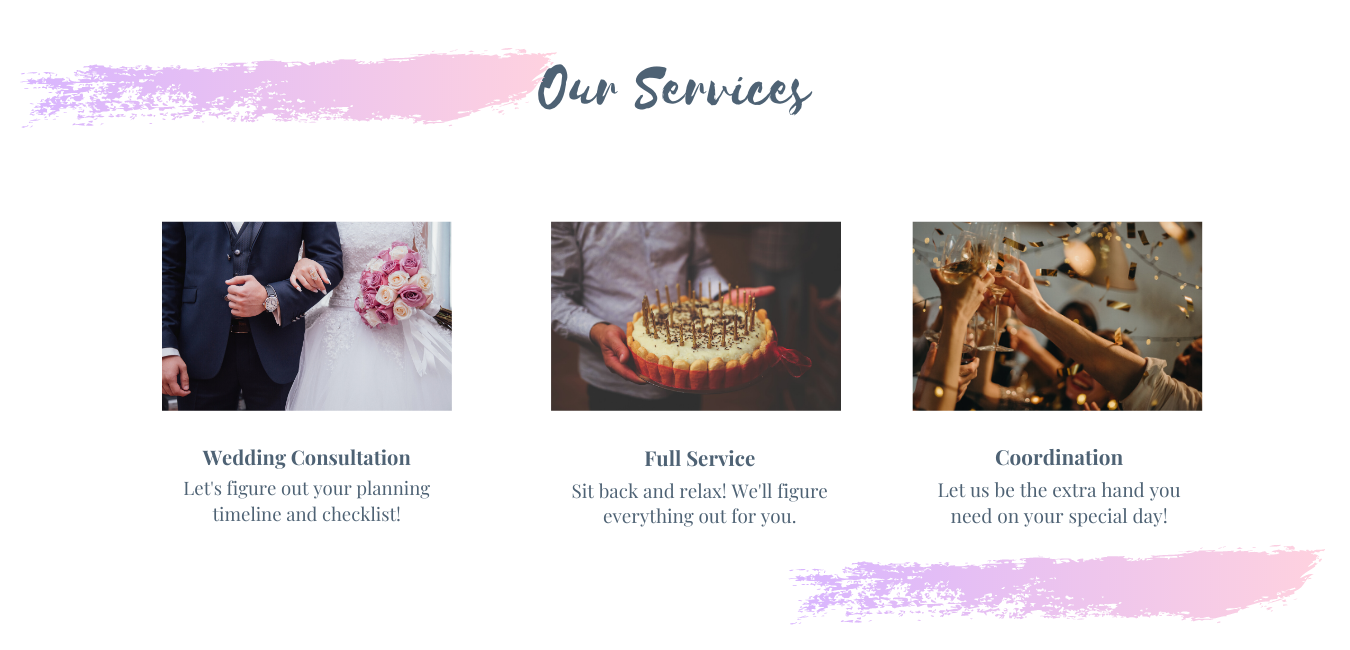 Our Services
Wedding Consultation
Let's figure out your planning
timeline and checklist!
Full Service
Sit back and relax! We'll figure
everything out for you.
Coordination
Let us be the extra hand you
need on your special day!